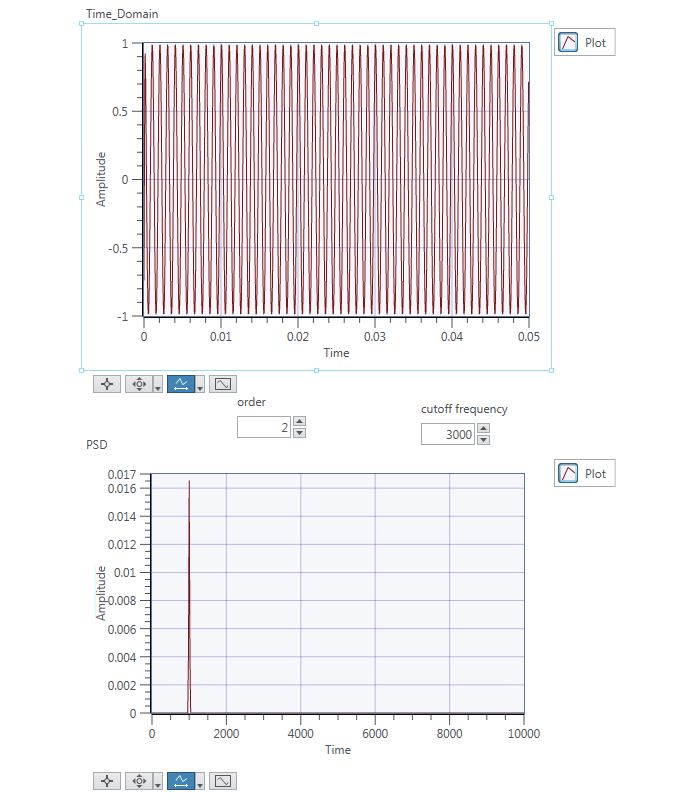 Time_Domain
Plot
1
0.5
0
-0.5
-1
Amplitude
0 0.01 0.02 0.03 0.04 0.05
Time
order
2
cutoff frequency
3000
PSD
Plot
0.017
0.016
0.014
0.012
0.01
0.008
0.006
0.004
0.002
0
Amplitude
0 2000 4000 6000 8000 10000
Time